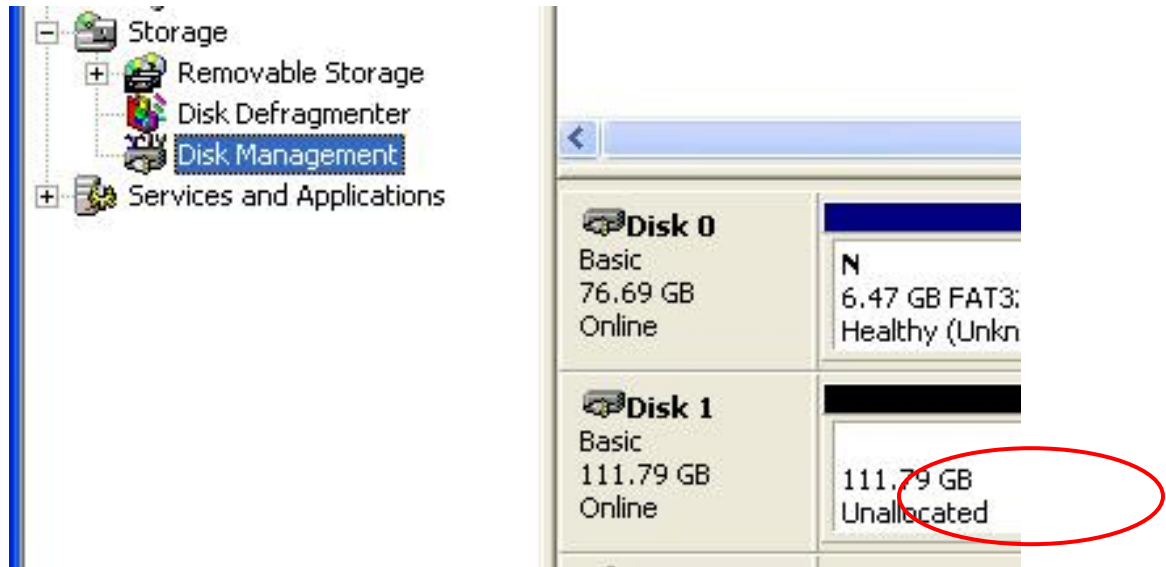 Storage
Removable Storage
Disk Defragmenter
Disk Management
Services and Applications
Disk 0
Basic
76.69 GB
Online
N
6.47 GB FAT3
Healthy (Unkn
Disk 1
Basic
111.79 GB
Online
111.79 GB
Unallocated